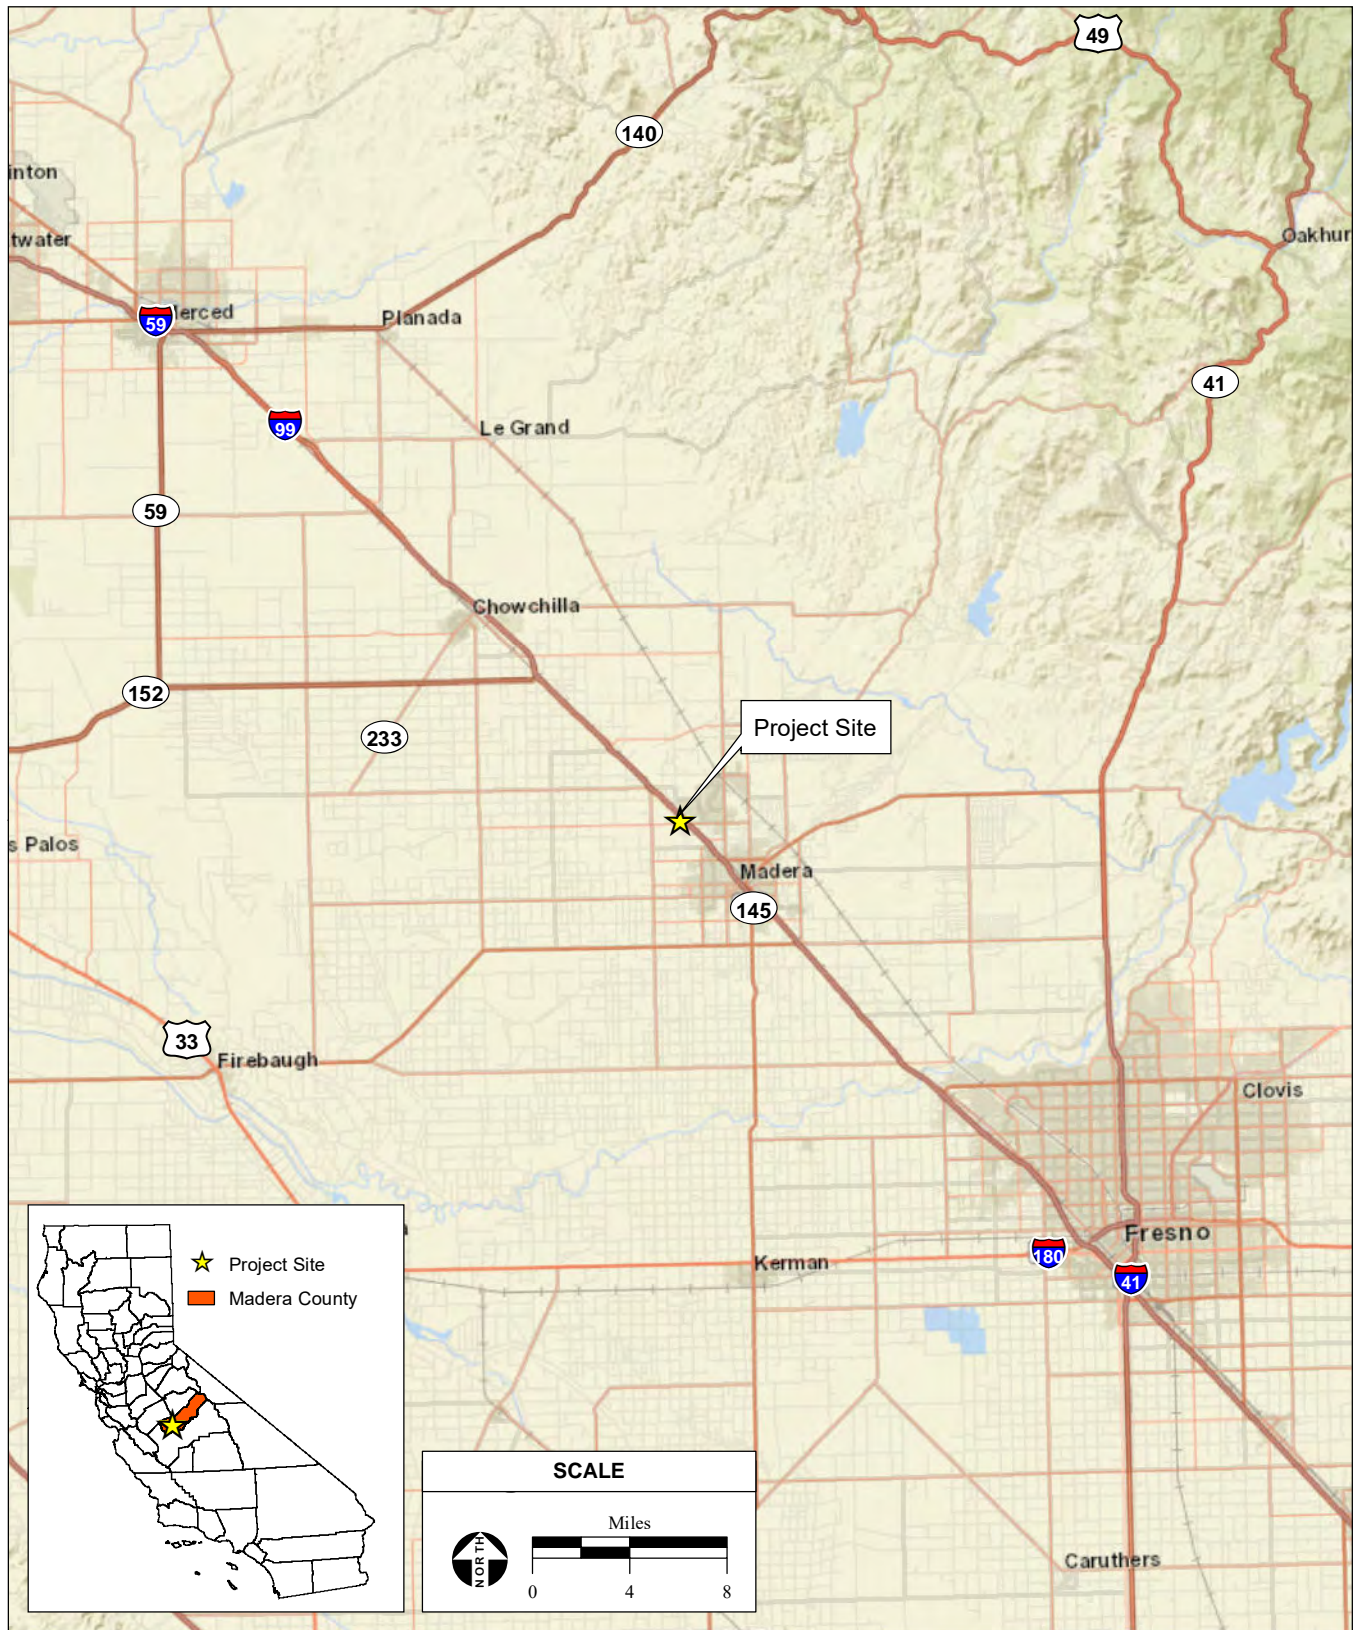 49
140
inton
twater
Oakhur
59
erced
Planada
41
99
Le Grand
59
Chowchilla
152
233
Project Site
s Palos
Madera
145
33
Firebaugh
Clovis
Fresno
180
Kerman
41
Project Site
Madera County
SCALE
Miles
NORTH
0 4 8
Caruthers